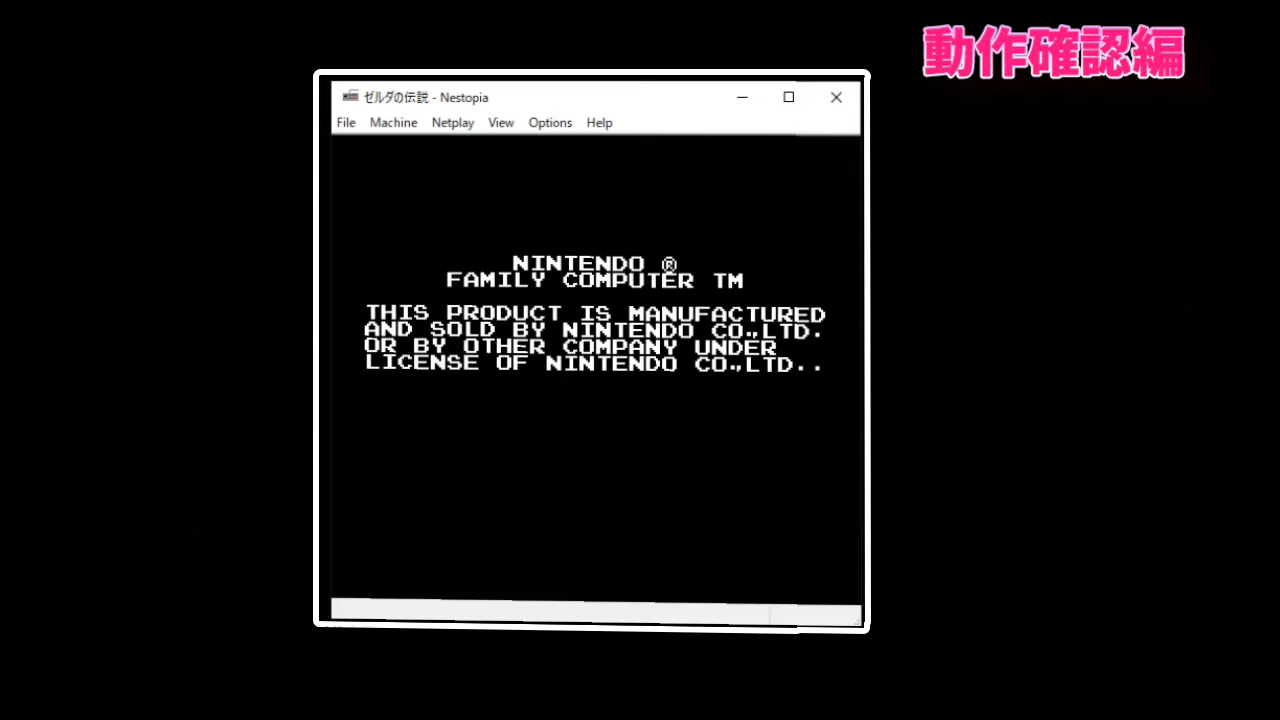 動作確認編
ゼルダの伝説 - Nestopia
File Machine Netplay View Options Help
NINTENDO ®
FAMILY COMPUTER TM
THIS PRODUCT IS MANUFACTURED
AND SOLD BY NINTENDO CO.,LTD.
OR BY OTHER COMPANY UNDER
LICENSE OF NINTENDO CO.,LTD..